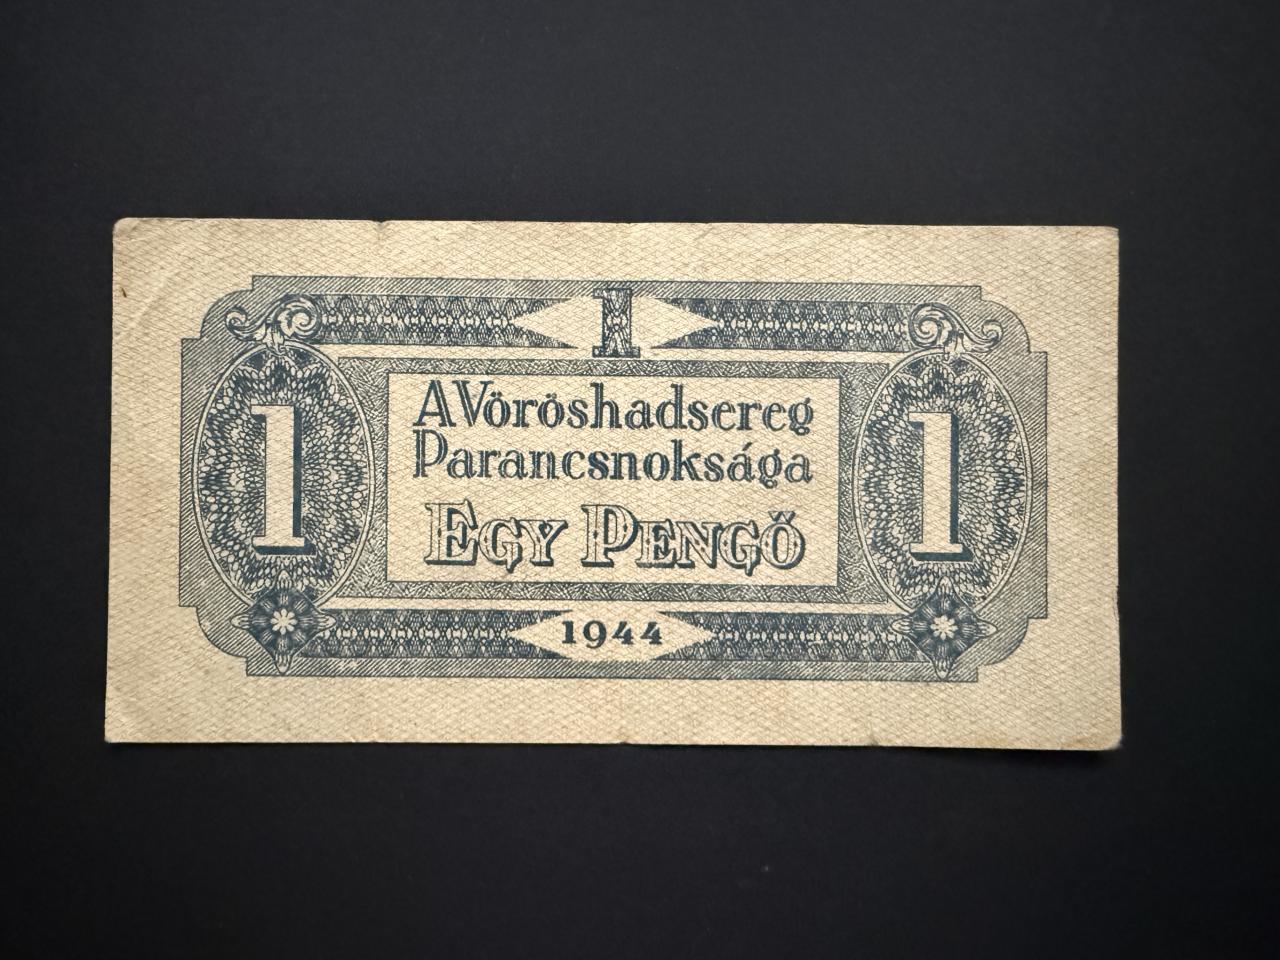 1
A Vöröshadsereg
Parancsnoksága
1 EGY PENGŐ 1
1944